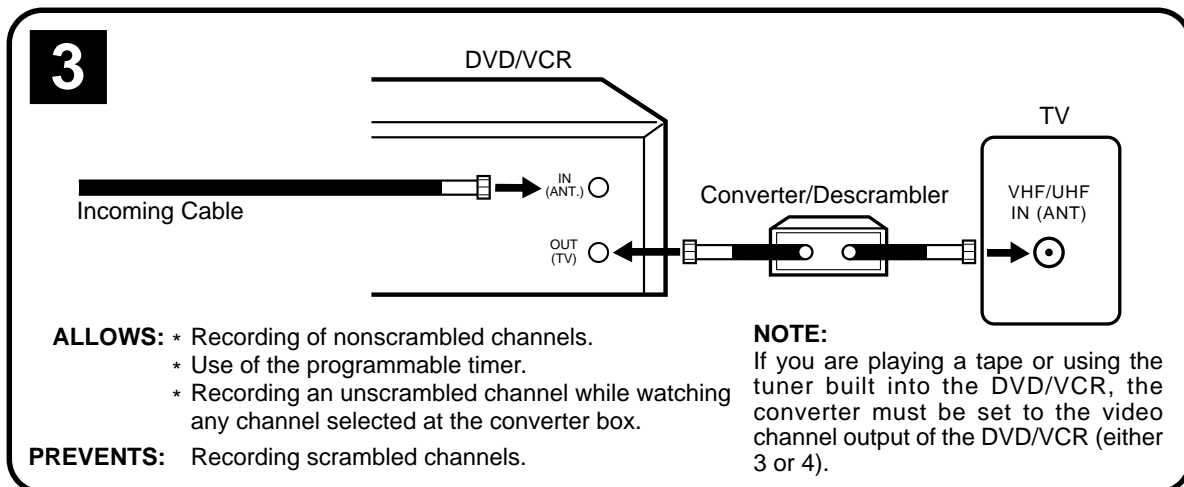 3
DVD/VCR
TV
IN
(ANT.)
Incoming Cable
Converter/Descrambler
VHF/UHF
IN (ANT)
OUT
(TV)
ALLOWS: * Recording of nonscrambled channels.
* Use of the programmable timer.
* Recording an unscrambled channel while watching
any channel selected at the converter box.
PREVENTS: Recording scrambled channels.
NOTE:
If you are playing a tape or using the
tuner built into the DVD/VCR, the
converter must be set to the video
channel output of the DVD/VCR (either
3 or 4).